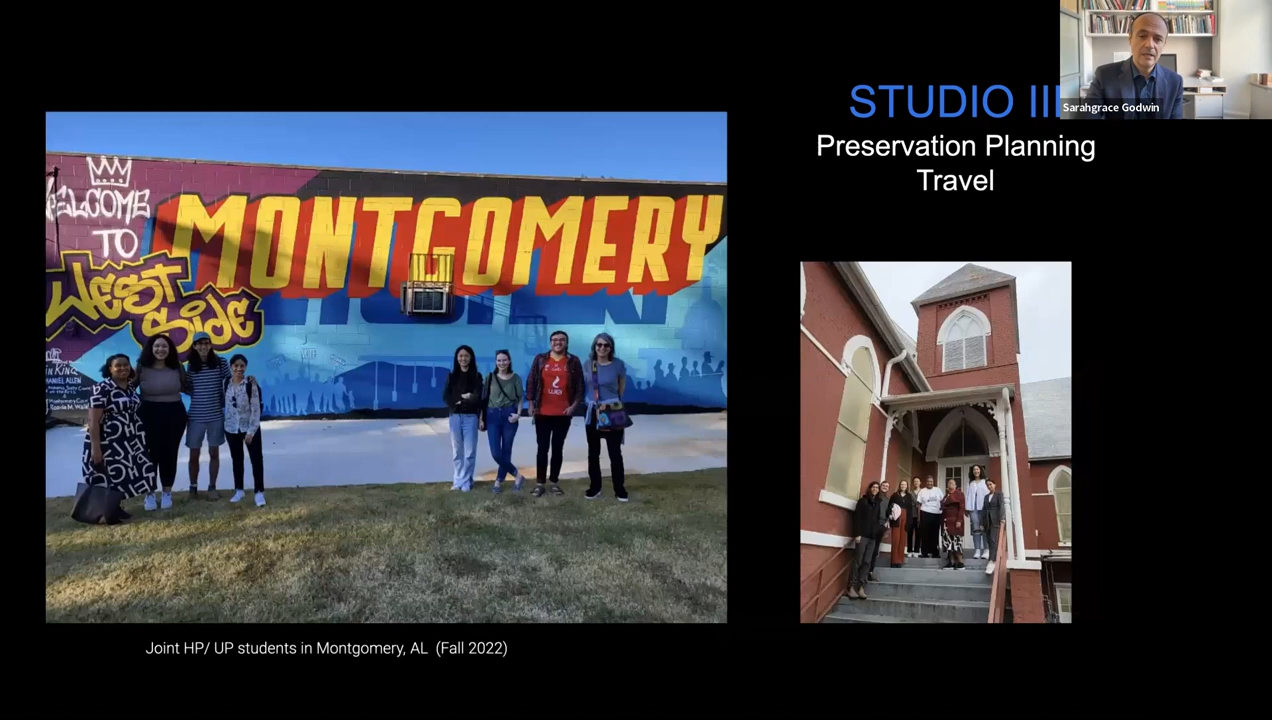 STUDIO III
Preservation Planning
Travel
Sarahgrace Godwin
WELCOME
TO
WEST
Side
MONTGOMERY
Joint HP/ UP students in Montgomery, AL (Fall 2022)